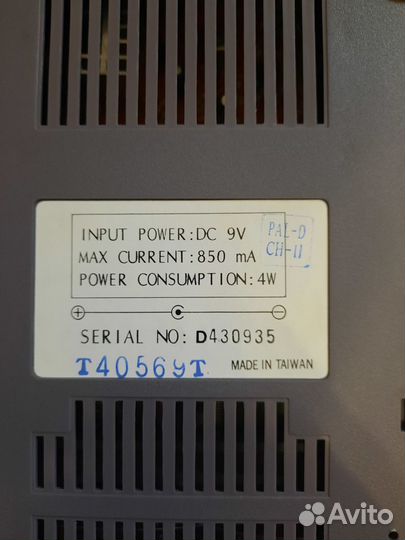 INPUT POWER:DC 9V
MAX CURRENT:850 mA
POWER CONSUMPTION:4W
PAL-D
CH-11
SERIAL NO: D430935
T40569T
MADE IN TAIWAN
Avito